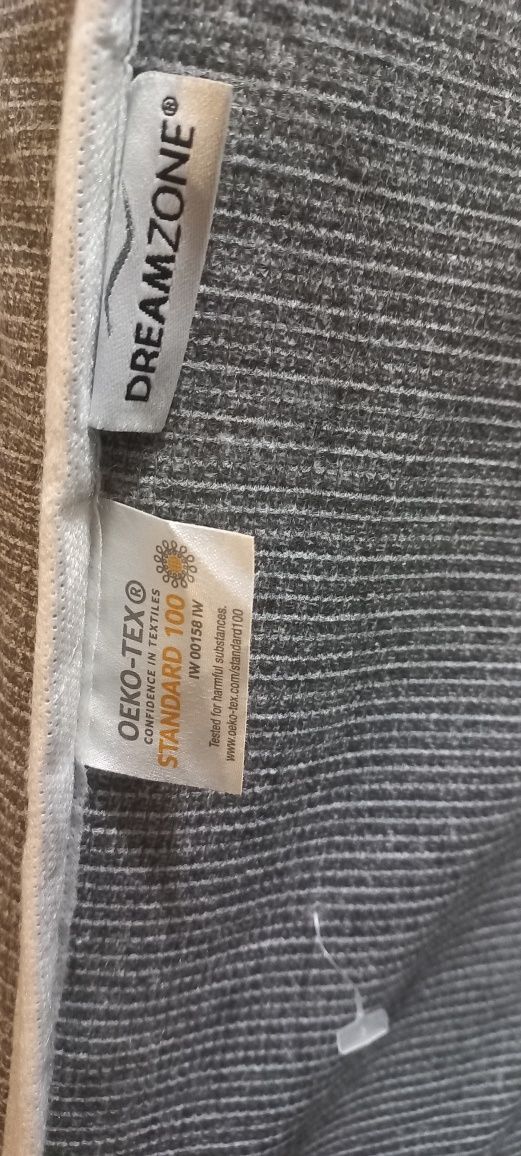 DREAMZONE®
OEKO-TEX®
CONFIDENCE IN TEXTILES
STANDARD 100
IW 00158 IW
Tested for harmful substances.
www.oeko-tex.com/standard100